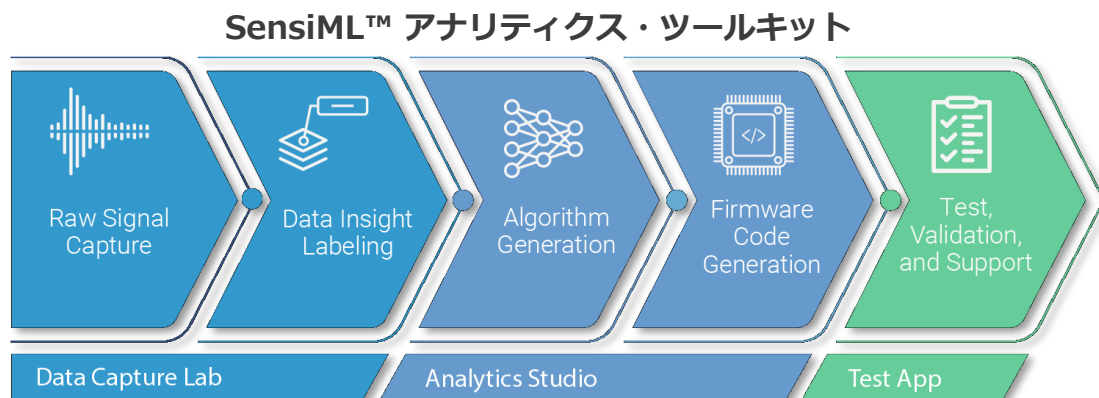 SensiML™ アナリティクス・ツールキット
Raw Signal
Capture
Data Insight
Labeling
Algorithm
Generation
</>
Firmware
Code
Generation
Test,
Validation,
and Support
Data Capture Lab
Analytics Studio
Test App